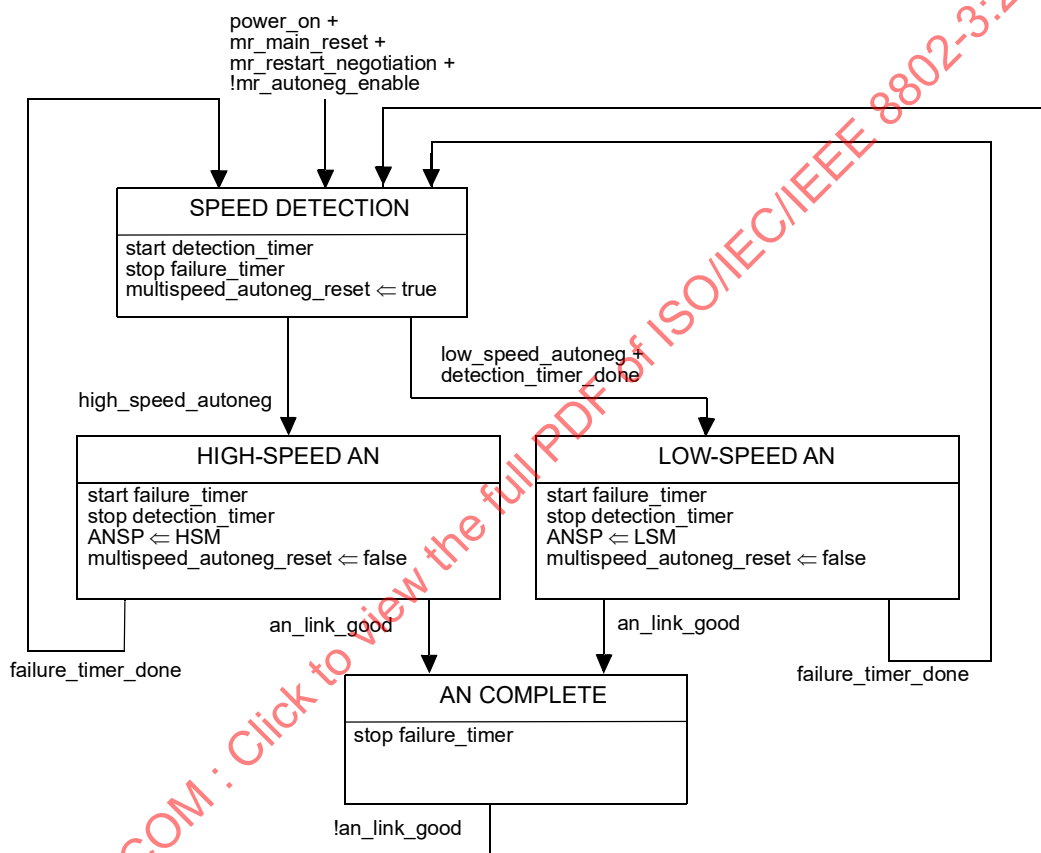 power_on +
mr_main_reset +
mr_restart_negotiation +
!mr_autoneg_enable
SPEED DETECTION
start detection_timer
stop failure_timer
multispeed_autoneg_reset ⇐ true
high_speed_autoneg
low_speed_autoneg +
detection_timer_done
HIGH-SPEED AN
start failure_timer
stop detection_timer
ANSP ⇐ HSM
multispeed_autoneg_reset ⇐ false
LOW-SPEED AN
start failure_timer
stop detection_timer
ANSP ⇐ LSM
multispeed_autoneg_reset ⇐ false
failure_timer_done
an_link_good
an_link_good
failure_timer_done
AN COMPLETE
stop failure_timer
!an_link_good
COM : Click to view the full PDF of ISO/IEC/IEEE 8802-3:2